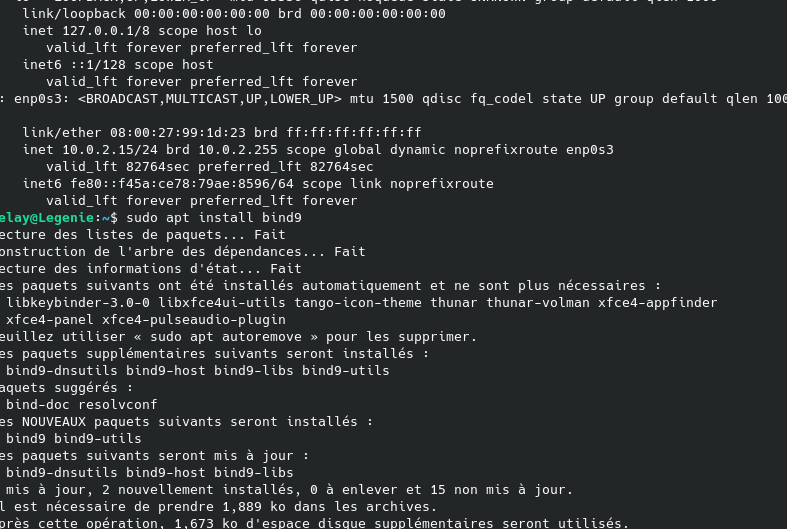 link/loopback 00:00:00:00:00:00 brd 00:00:00:00:00:00
inet 127.0.0.1/8 scope host lo
valid_lft forever preferred_lft forever
inet6 ::1/128 scope host
valid_lft forever preferred_lft forever
: enp0s3: <BROADCAST,MULTICAST,UP,LOWER_UP> mtu 1500 qdisc fq_codel state UP group default qlen 100
link/ether 08:00:27:99:1d:23 brd ff:ff:ff:ff:ff:ff
inet 10.0.2.15/24 brd 10.0.2.255 scope global dynamic noprefixroute enp0s3
valid_lft 82764sec preferred_lft 82764sec
inet6 fe80::f45a:ce78:79ae:8596/64 scope link noprefixroute
valid_lft forever preferred_lft forever
elay@Legenie:~$ sudo apt install bind9
ecture des listes de paquets... Fait
onstruction de l'arbre des dépendances... Fait
ecture des informations d'état... Fait
es paquets suivants ont été installés automatiquement et ne sont plus nécessaires :
libkeybinder-3.0-0 libxfce4ui-utils tango-icon-theme thunar thunar-volman xfce4-appfinder
xfce4-panel xfce4-pulseaudio-plugin
euillez utiliser « sudo apt autoremove » pour les supprimer.
es paquets supplémentaires suivants seront installés :
bind9-dnsutils bind9-host bind9-libs bind9-utils
aquets suggérés :
bind-doc resolvconf
es NOUVEAUX paquets suivants seront installés :
bind9 bind9-utils
es paquets suivants seront mis à jour :
bind9-dnsutils bind9-host bind9-libs
mis à jour, 2 nouvellement installés, 0 à enlever et 15 non mis à jour.
l est nécessaire de prendre 1,889 ko dans les archives.
près cette opération, 1,673 ko d'espace disque supplémentaires seront utilisés.